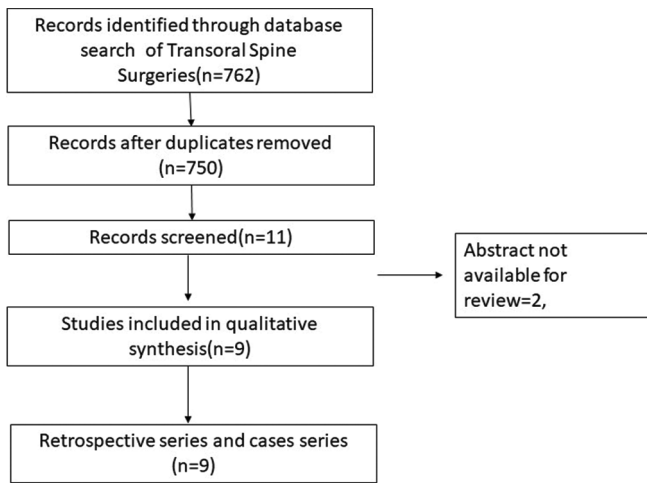 Records identified through database
search of Transoral Spine
Surgeries(n=762)
Records after duplicates removed
(n=750)
Records screened(n=11)
Abstract not
available for
review=2,
Studies included in qualitative
synthesis(n=9)
Retrospective series and cases series
(n=9)